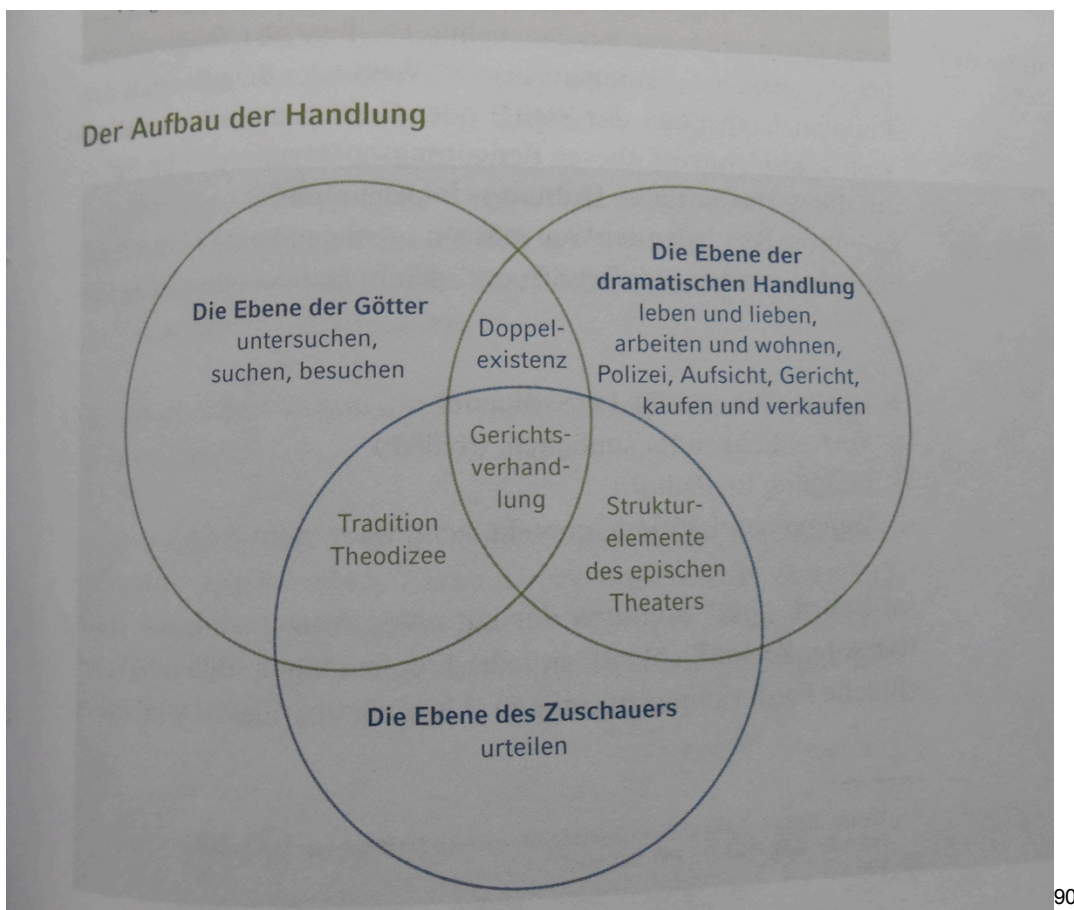 Der Aufbau der Handlung
Die Ebene der Götter
untersuchen,
suchen, besuchen
Doppel-
existenz
Die Ebene der
dramatischen Handlung
leben und lieben,
arbeiten und wohnen,
Polizei, Aufsicht, Gericht,
kaufen und verkaufen
Gerichts-
verhand-
lung
Tradition
Theodizee
Struktur-
elemente
des epischen
Theaters
Die Ebene des Zuschauers
urteilen
90